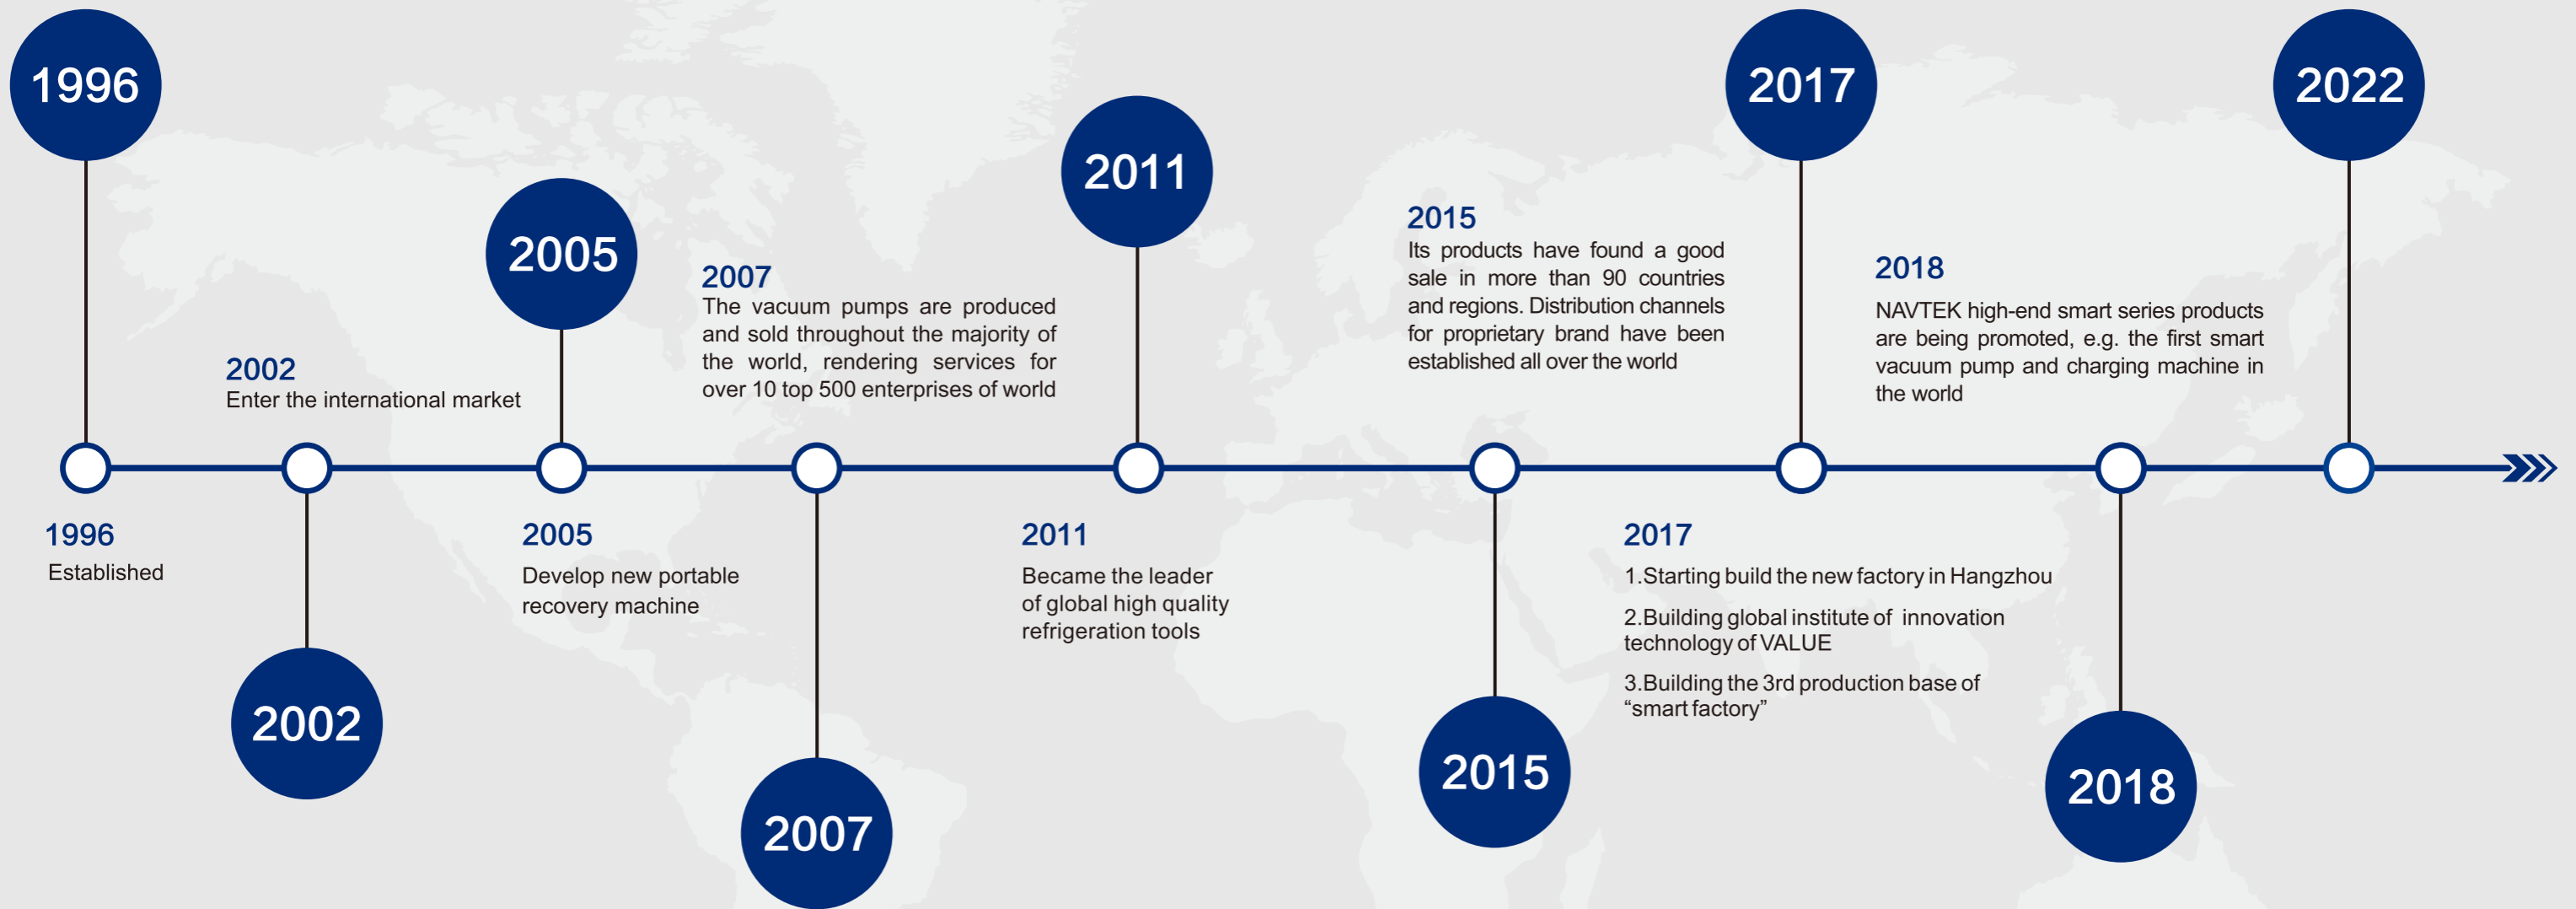 1996
1996
Established
2002
Enter the international market
2002
2005
2005
Develop new portable
recovery machine
2007
The vacuum pumps are produced
and sold throughout the majority of
the world, rendering services for
over 10 top 500 enterprises of world
2007
2011
2011
Became the leader
of global high quality
refrigeration tools
2015
Its products have found a good
sale in more than 90 countries
and regions. Distribution channels
for proprietary brand have been
established all over the world
2015
2017
2017
1.Starting build the new factory in Hangzhou
2.Building global institute of innovation
technology of VALUE
3.Building the 3rd production base of
“smart factory”
2018
NAVTEK high-end smart series products
are being promoted, e.g. the first smart
vacuum pump and charging machine in
the world
2018
2022